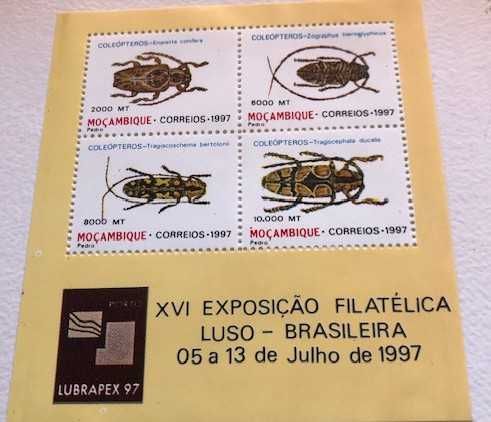 COLEÓPTEROS-Enaretta conifera
2000 MT
MOÇAMBIQUE · CORREIOS · 1997
Pedro
COLEÓPTEROS-Zographus hieroglyphicus
6000 MT
MOÇAMBIQUE · CORREIOS · 1997
Pedro
COLEÓPTEROS-Tragiscoschema bertolonii
8000 MT
MOÇAMBIQUE · CORREIOS · 1997
Pedro
COLEÓPTEROS-Tragocephala ducalis
10.000 MT
MOÇAMBIQUE · CORREIOS · 1997
Pedro
PORTO
LUBRAPEX 97
XVI EXPOSIÇÃO FILATÉLICA
LUSO – BRASILEIRA
05 a 13 de Julho de 1997